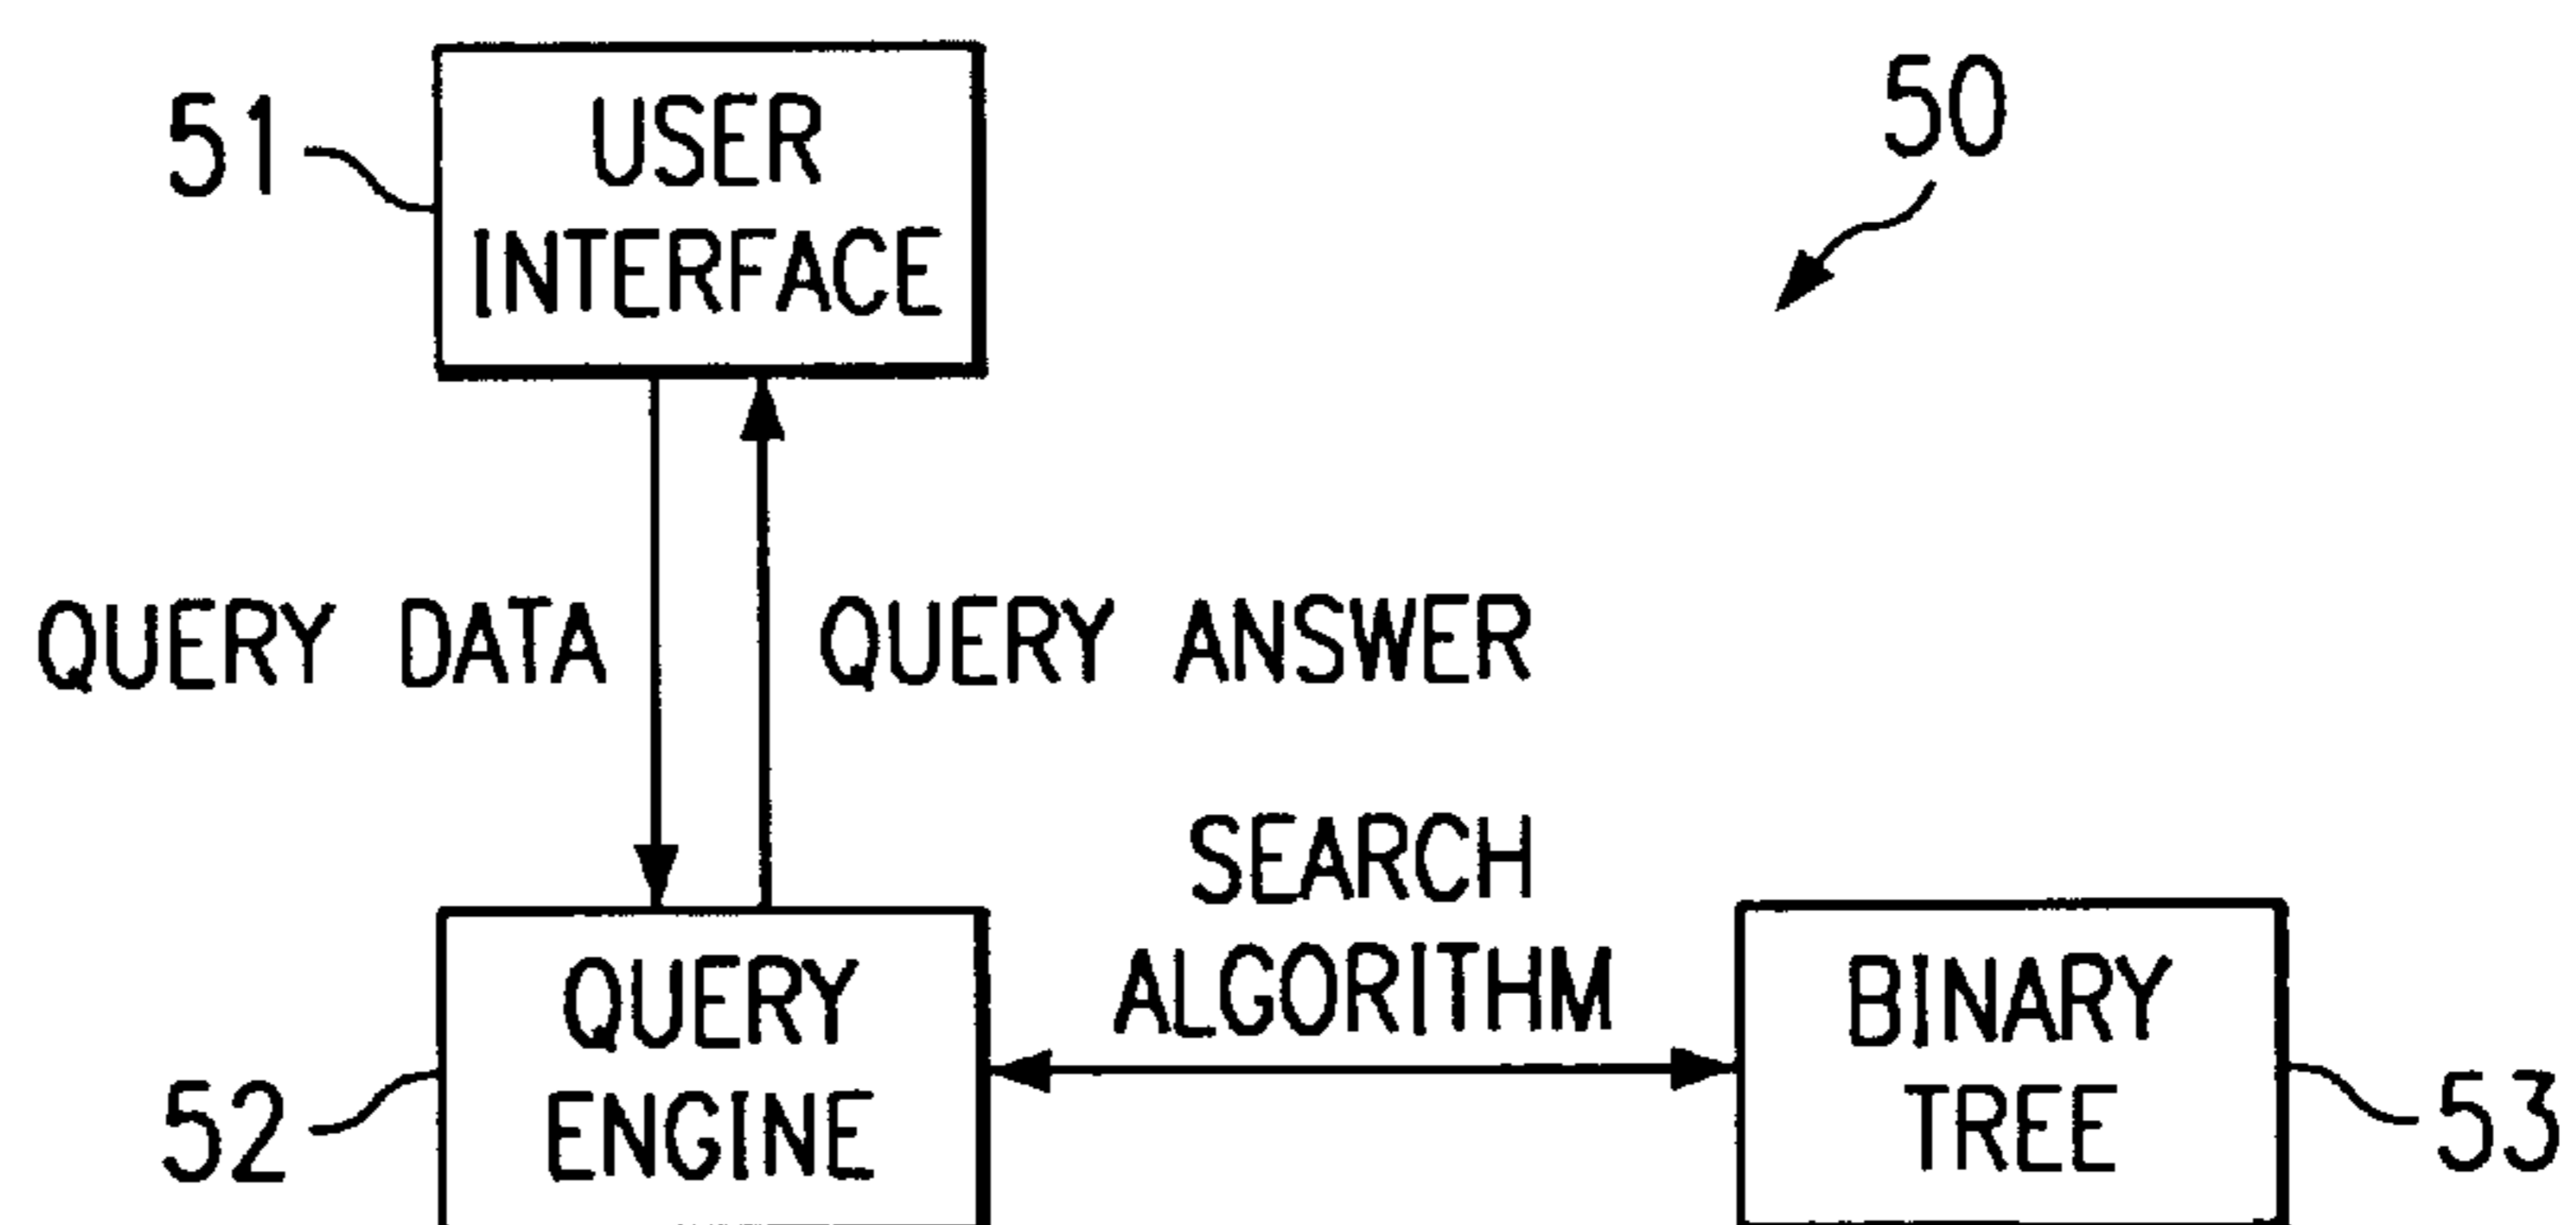 51
USER
INTERFACE
50
QUERY DATA
QUERY ANSWER
SEARCH
ALGORITHM
52
QUERY
ENGINE
BINARY
TREE
53